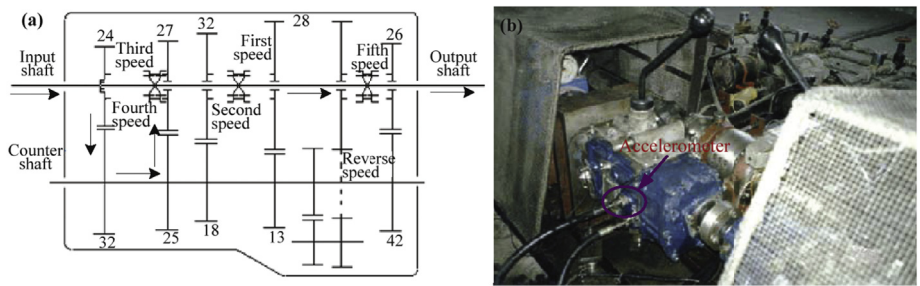 (a)
24
27
32
28
26
Input
shaft
Third
speed
First
speed
Fifth
speed
Output
shaft
Fourth
speed
Second
speed
Counter
shaft
Reverse
speed
32
25
18
13
42
(b)
Accelerometer